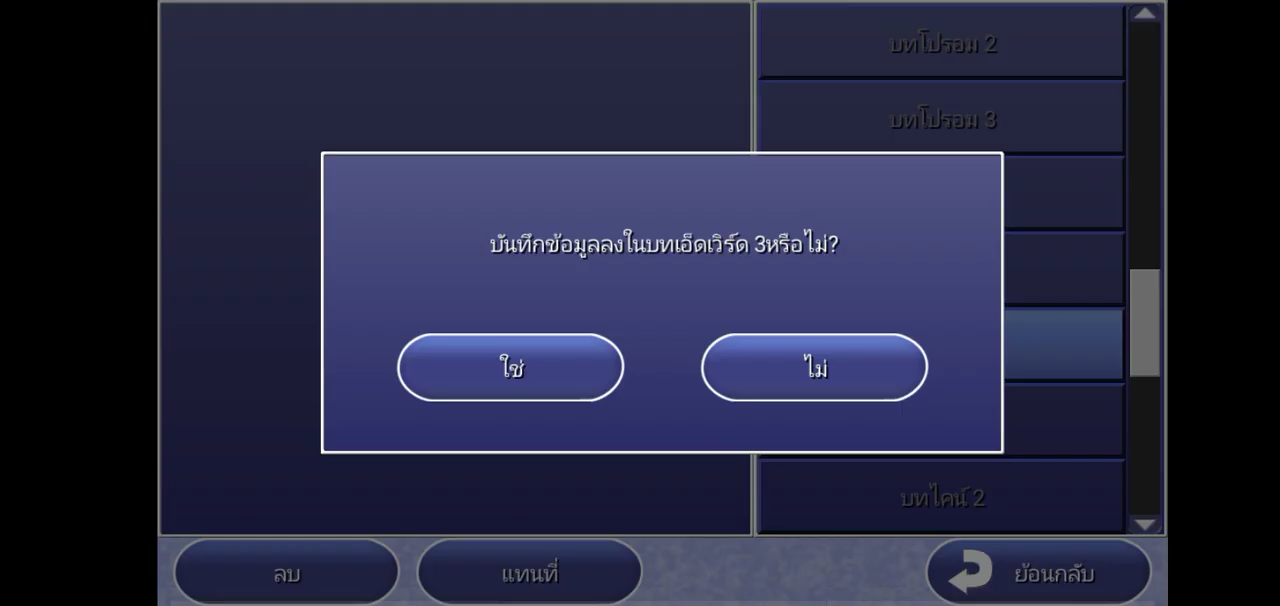 บทโปรอม 2
บทโปรอม 3
บันทึกข้อมูลลงในบทเอ็ดเวิร์ด 3หรือไม่?
ใช่
ไม่
บทไคน์ 2
ลบ
แทนที่
ย้อนกลับ